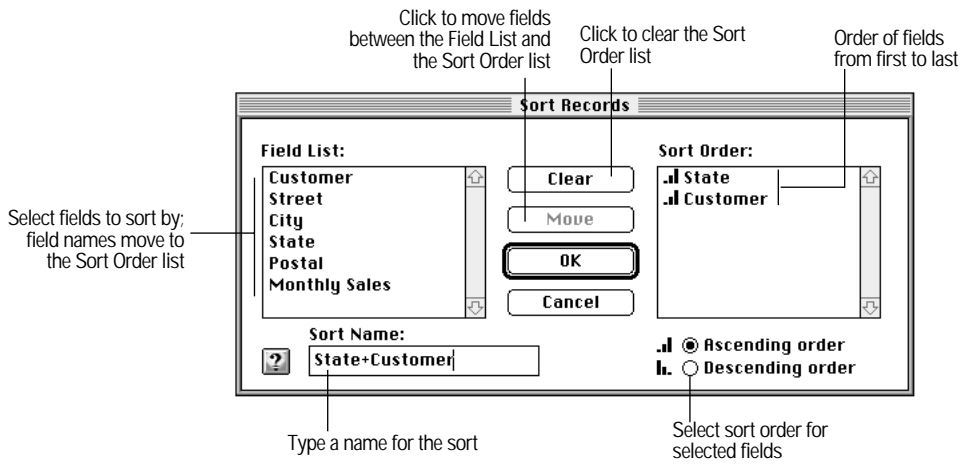 Click to move fields
between the Field List and
the Sort Order list
Click to clear the Sort
Order list
Order of fields
from first to last
Sort Records
Field List:
Customer
Street
City
State
Postal
Monthly Sales
Clear
Move
OK
Cancel
Sort Order:
State
Customer
Select fields to sort by;
field names move to
the Sort Order list
Sort Name:
?
State+Customer
Ascending order
Descending order
Type a name for the sort
Select sort order for
selected fields